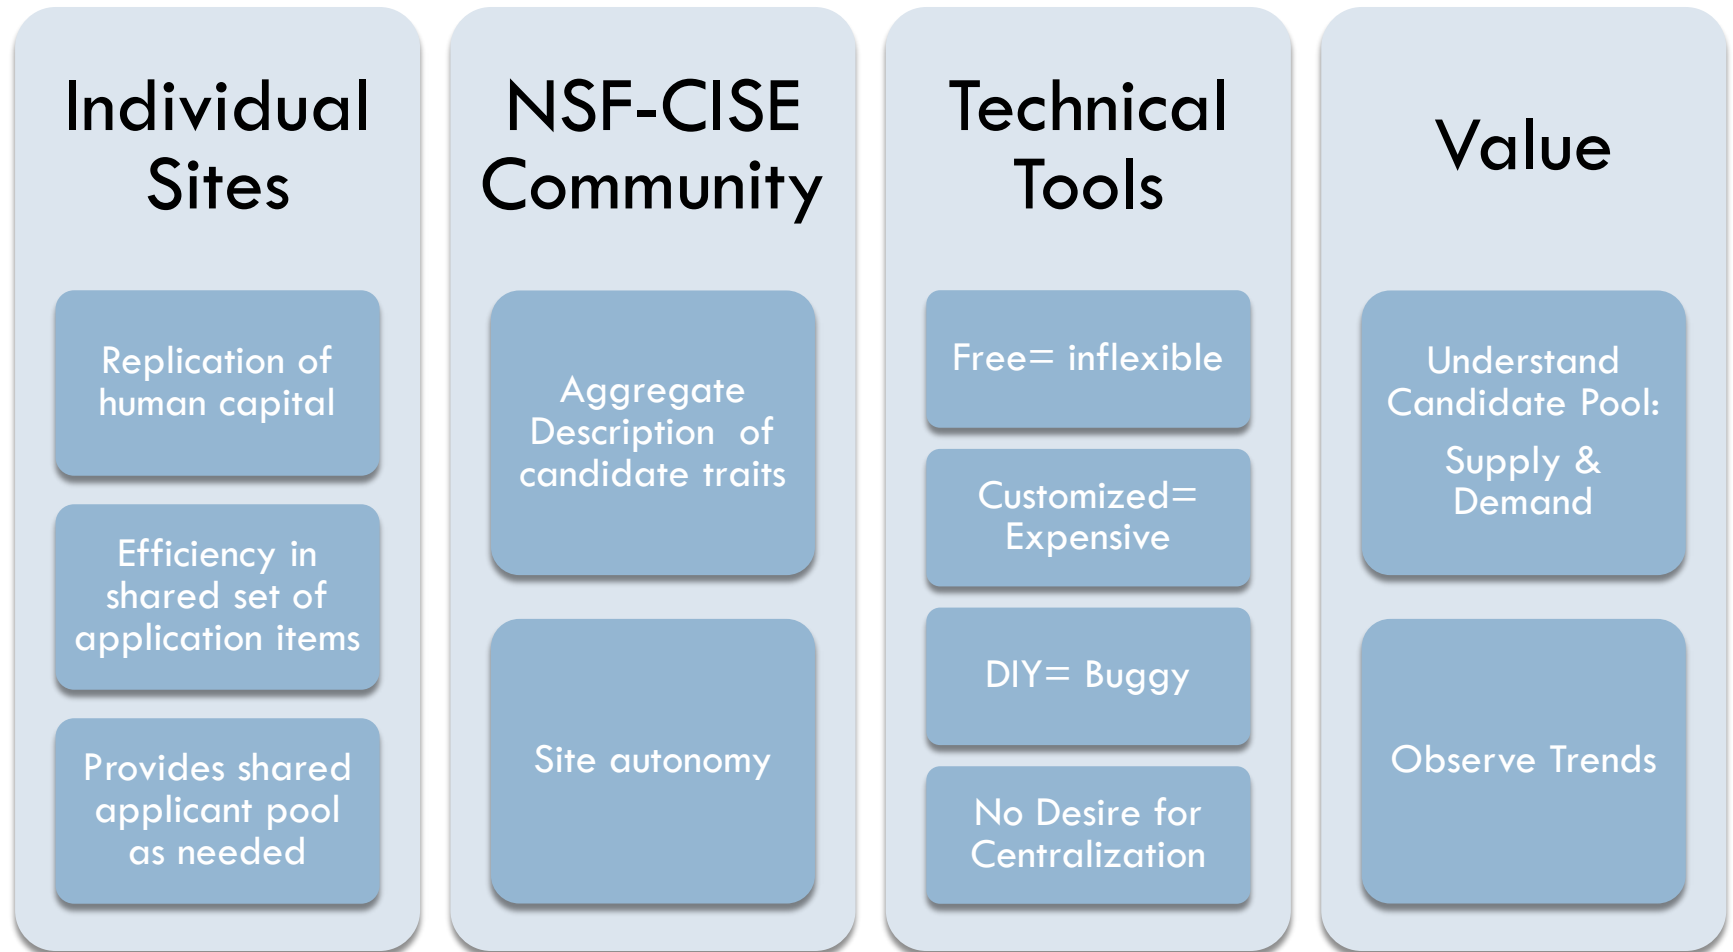 Individual
Sites
Replication of
human capital
Efficiency in
shared set of
application items
Provides shared
applicant pool
as needed
NSF-CISE
Community
Aggregate
Description of
candidate traits
Site autonomy
Technical
Tools
Free= inflexible
Customized=
Expensive
DIY= Buggy
No Desire for
Centralization
Value
Understand
Candidate Pool:
Supply &
Demand
Observe Trends